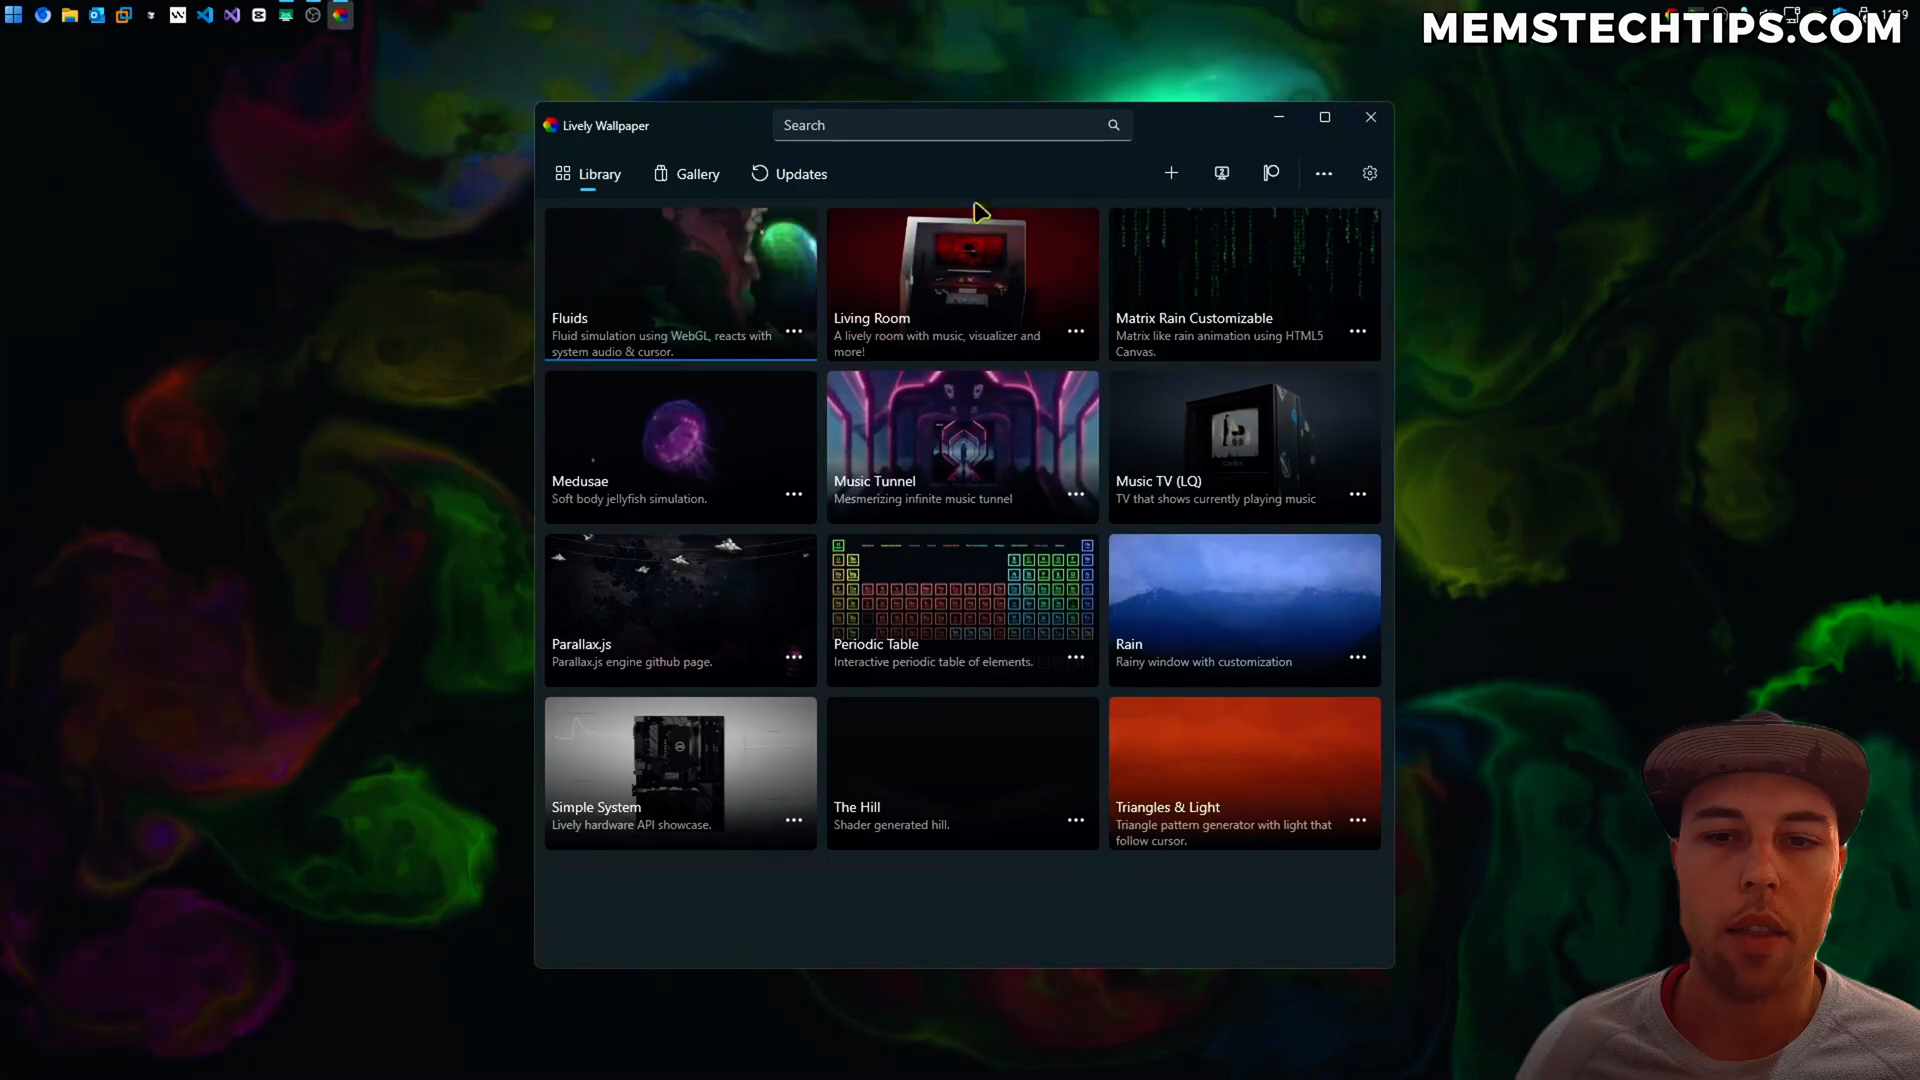 MEMSTECHTIPS.COM
Lively Wallpaper
Search
Library
Gallery
Updates
Fluids
Fluid simulation using WebGL, reacts with
system audio & cursor.
Living Room
A lively room with music, visualizer and
more!
Matrix Rain Customizable
Matrix like rain animation using HTML5
Canvas.
Medusae
Soft body jellyfish simulation.
Music Tunnel
Mesmerizing infinite music tunnel
Music TV (LQ)
TV that shows currently playing music
Parallax.js
Parallax.js engine github page.
Periodic Table
Interactive periodic table of elements.
Rain
Rainy window with customization
Simple System
Lively hardware API showcase.
The Hill
Shader generated hill.
Triangles & Light
Triangle pattern generator with light that
follow cursor.